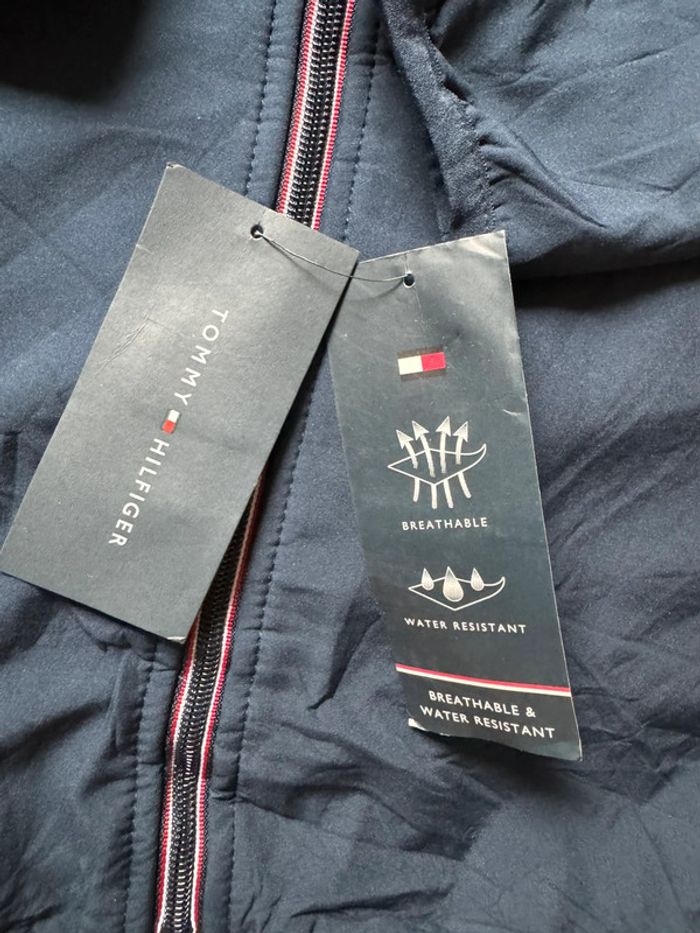 TOMMY HILFIGER
BREATHABLE
WATER RESISTANT
BREATHABLE &
WATER RESISTANT